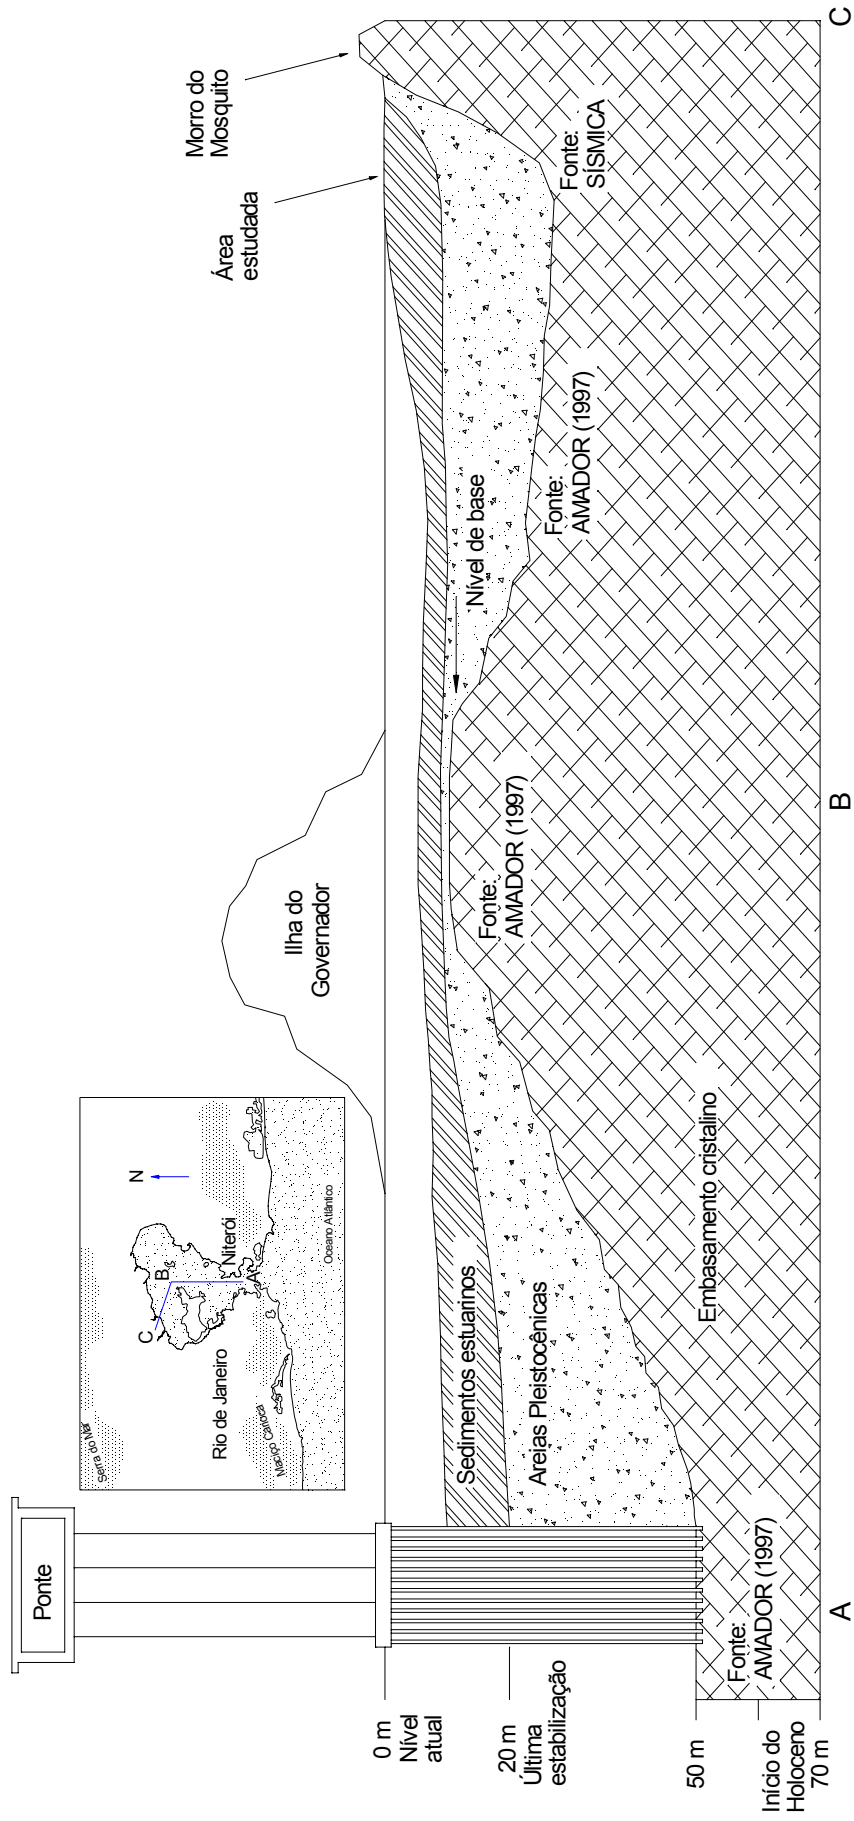 Ponte
Serra do Mar
Rio de Janeiro
Maciço Carioca
C
B
A
Niterói
N
Oceano Atlântico
Ilha do
Governador
Área
estudada
Morro do
Mosquito
0 m
Nível
atual
20 m
Última
estabilização
50 m
Início do
Holoceno
70 m
Sedimentos estuarinos
Areias Pleistocênicas
Embasamento cristalino
Nível de base
Fonte:
AMADOR (1997)
Fonte:
AMADOR (1997)
Fonte:
AMADOR (1997)
Fonte:
SÍSMICA
A
B
C